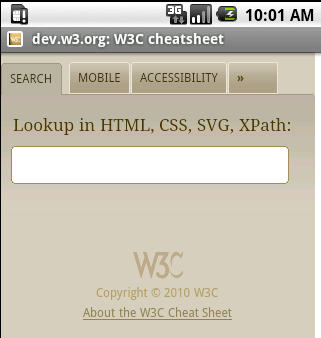 3G 10:01 AM
dev.w3.org: W3C cheatsheet
SEARCH MOBILE ACCESSIBILITY »
Lookup in HTML, CSS, SVG, XPath:
W3C
Copyright © 2010 W3C
About the W3C Cheat Sheet